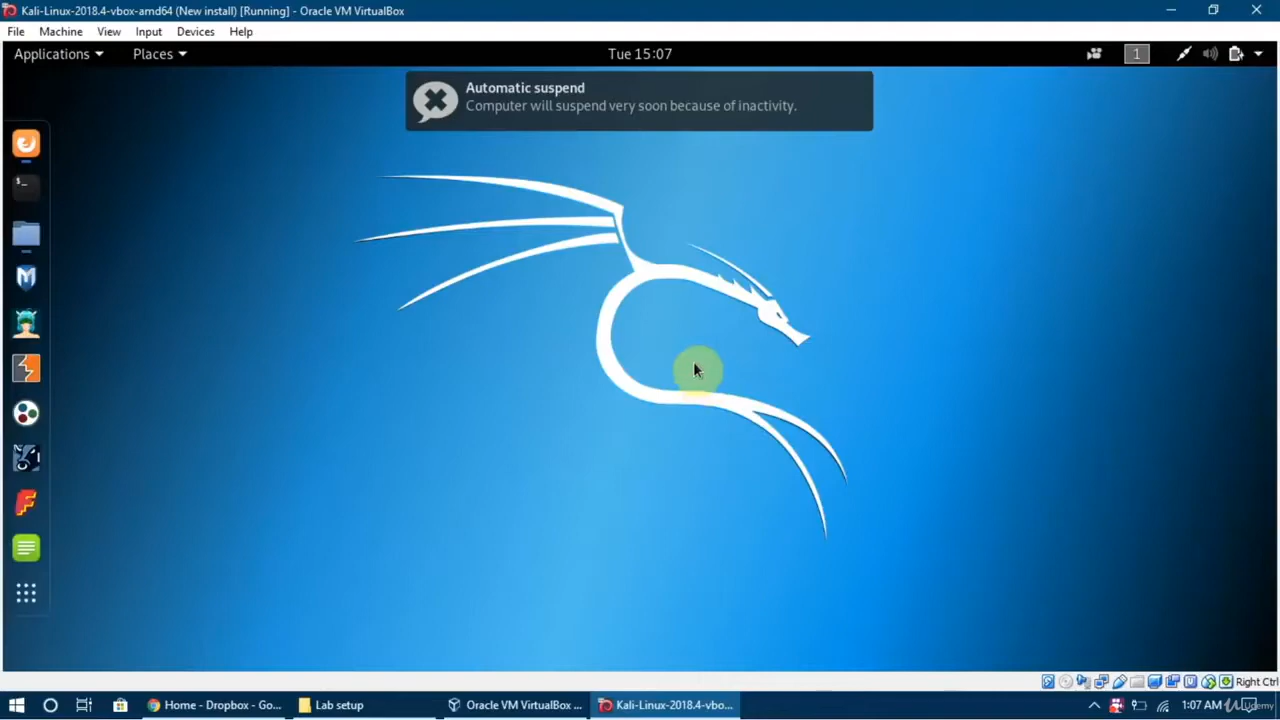 Kali-Linux-2018.4-vbox-amd64 (New install) [Running] - Oracle VM VirtualBox
File Machine View Input Devices Help
Applications Places Tue 15:07 1
Automatic suspend
Computer will suspend very soon because of inactivity.
Right Ctrl
Home - Dropbox - Go... Lab setup Oracle VM VirtualBox ... Kali-Linux-2018.4-vbo... 1:07 AM
Udemy